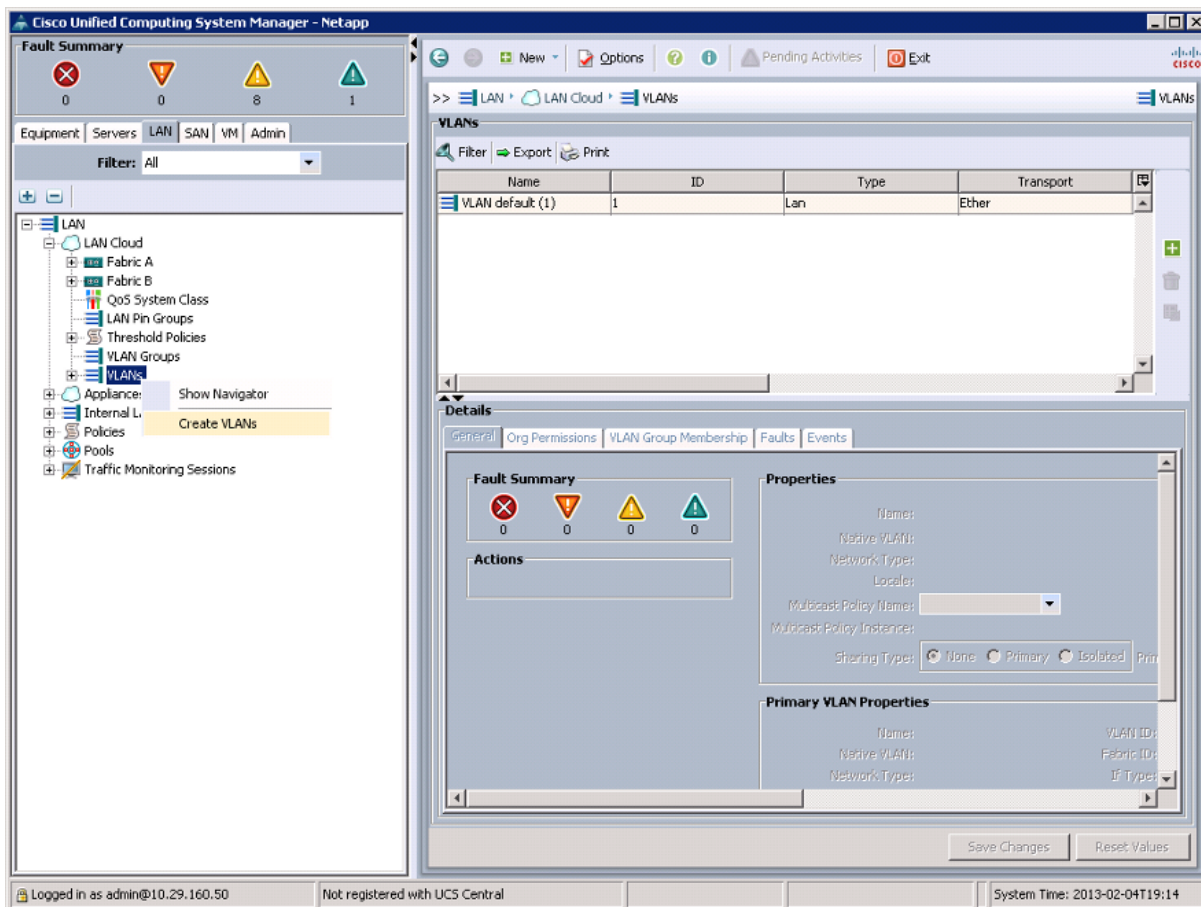 Cisco Unified Computing System Manager - Netapp
Fault Summary
0 0 8 1
Equipment Servers LAN SAN VM Admin
Filter: All
LAN
LAN Cloud
Fabric A
Fabric B
QoS System Class
LAN Pin Groups
Threshold Policies
VLAN Groups
VLANs
Show Navigator
Create VLANs
Appliances
Internal L
Policies
Pools
Traffic Monitoring Sessions
New Options Pending Activities Exit
CISCO
>> LAN LAN Cloud VLANs
VLANs
VLANs
Filter Export Print
Name ID Type Transport
VLAN default (1) 1 Lan Ether
Details
General Org Permissions VLAN Group Membership Faults Events
Fault Summary
0 0 0 0
Actions
Properties
Name:
Native VLAN:
Network Type:
Locale:
Multicast Policy Name:
Multicast Policy Instance:
Sharing Type: None Primary Isolated Prim
Primary VLAN Properties
Name: VLAN ID:
Native VLAN: Fabric ID:
Network Type: If Type:
Save Changes Reset Values
Logged in as admin@10.29.160.50 Not registered with UCS Central System Time: 2013-02-04T19:14